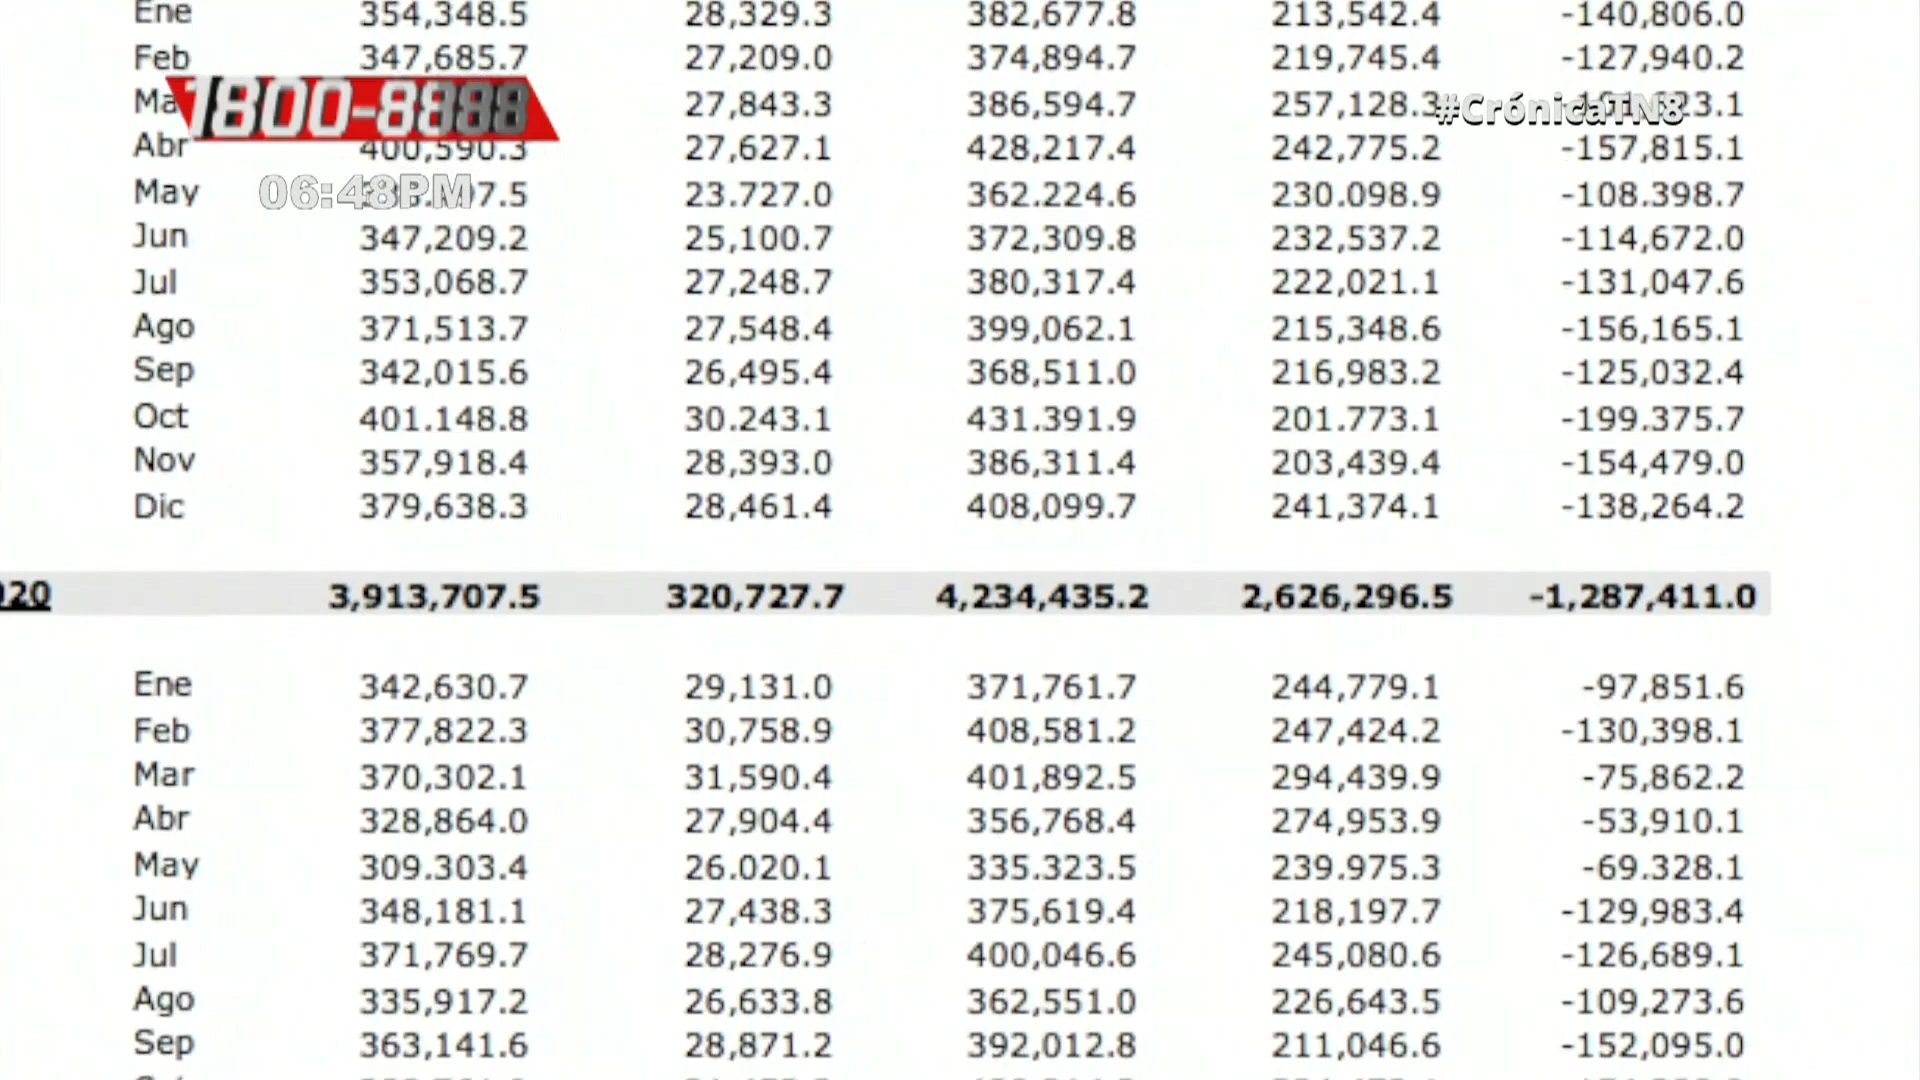 Ene 354,348.5 28,329.3 382,677.8 213,542.4 -140,806.0
Feb 347,685.7 27,209.0 374,894.7 219,745.4 -127,940.2
1800-8888
27,843.3 386,594.7 257,128.3
#CrónicaTN8
Abr 400,590.3 27,627.1 428,217.4 242,775.2 -157,815.1
May 23.727.0 362.224.6 230.098.9 -108.398.7
06:48PM
Jun 347,209.2 25,100.7 372,309.8 232,537.2 -114,672.0
Jul 353,068.7 27,248.7 380,317.4 222,021.1 -131,047.6
Ago 371,513.7 27,548.4 399,062.1 215,348.6 -156,165.1
Sep 342,015.6 26,495.4 368,511.0 216,983.2 -125,032.4
Oct 401.148.8 30.243.1 431.391.9 201.773.1 -199.375.7
Nov 357,918.4 28,393.0 386,311.4 203,439.4 -154,479.0
Dic 379,638.3 28,461.4 408,099.7 241,374.1 -138,264.2
020 3,913,707.5 320,727.7 4,234,435.2 2,626,296.5 -1,287,411.0
Ene 342,630.7 29,131.0 371,761.7 244,779.1 -97,851.6
Feb 377,822.3 30,758.9 408,581.2 247,424.2 -130,398.1
Mar 370,302.1 31,590.4 401,892.5 294,439.9 -75,862.2
Abr 328,864.0 27,904.4 356,768.4 274,953.9 -53,910.1
May 309.303.4 26.020.1 335.323.5 239.975.3 -69.328.1
Jun 348,181.1 27,438.3 375,619.4 218,197.7 -129,983.4
Jul 371,769.7 28,276.9 400,046.6 245,080.6 -126,689.1
Ago 335,917.2 26,633.8 362,551.0 226,643.5 -109,273.6
Sep 363,141.6 28,871.2 392,012.8 211,046.6 -152,095.0